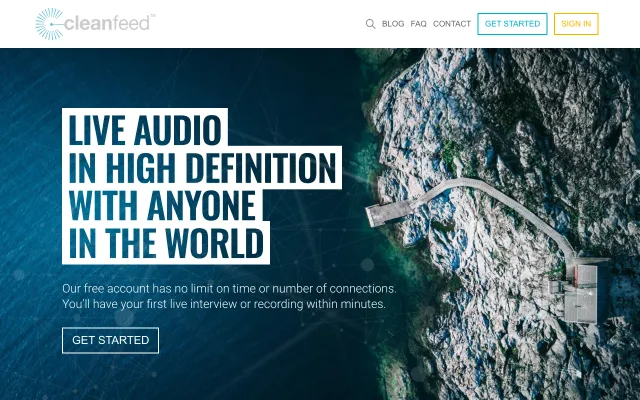 cleanfeed™
BLOG FAQ CONTACT GET STARTED SIGN IN
LIVE AUDIO
IN HIGH DEFINITION
WITH ANYONE
IN THE WORLD
Our free account has no limit on time or number of connections.
You'll have your first live interview or recording within minutes.
GET STARTED